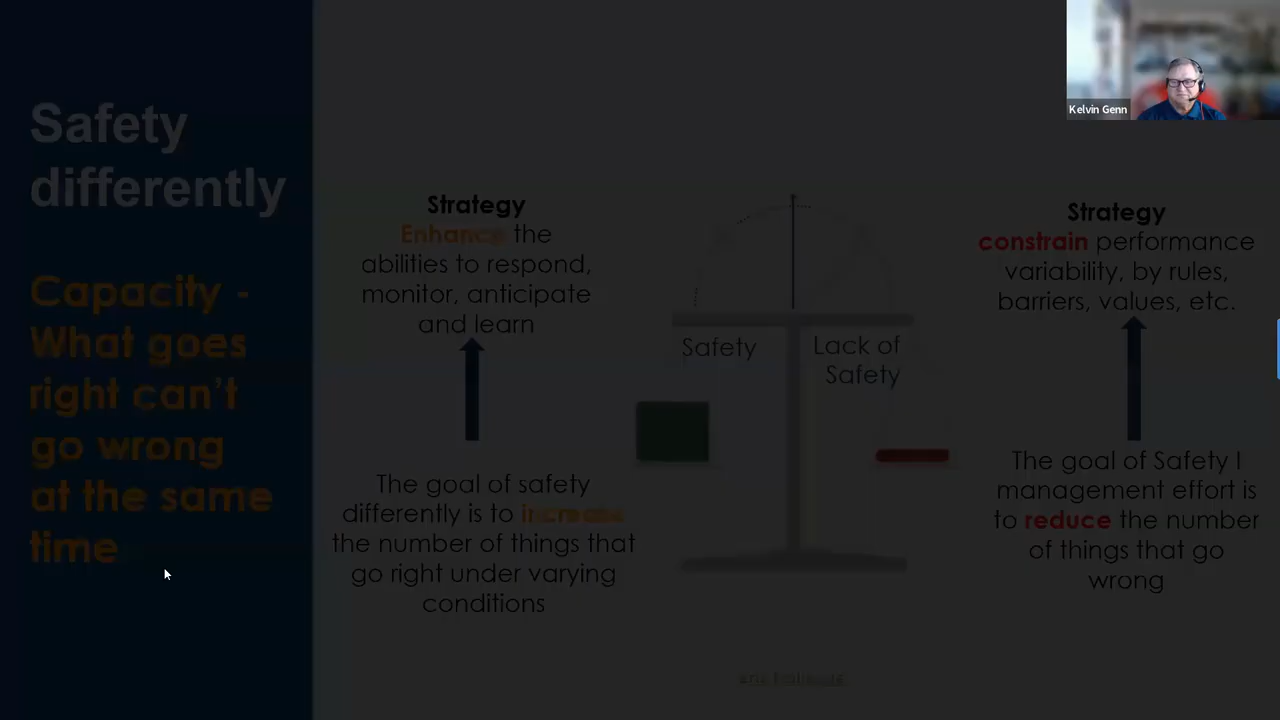 Safety
differently
Capacity -
What goes
right can't
go wrong
at the same
time
Strategy
Enhance the
abilities to respond,
monitor, anticipate
and learn
The goal of safety
differently is to increase
the number of things that
go right under varying
conditions
Safety
Lack of
Safety
Strategy
constrain performance
variability, by rules,
barriers, values, etc.
The goal of Safety I
management effort is
to reduce the number
of things that go
wrong
Kelvin Genn